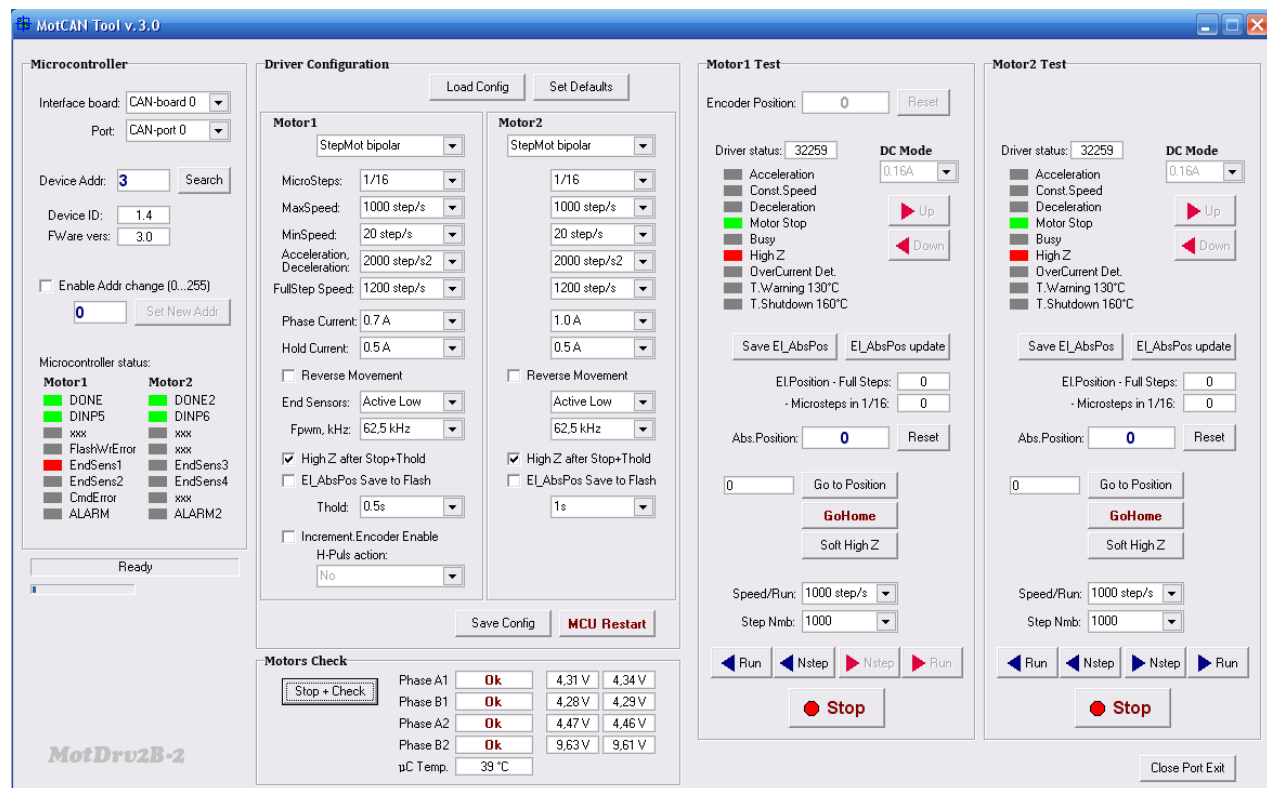 MotCAN Tool v. 3.0
Microcontroller
Interface board: CAN-board 0
Port: CAN-port 0
Device Addr: 3 Search
Device ID: 1.4
FWare vers: 3.0
Enable Addr change (0...255)
0 Set New Addr
Microcontroller status:
Motor1 Motor2
DONE DONE2
DINP5 DINP6
xxx xxx
FlashWrError xxx
EndSens1 EndSens3
EndSens2 EndSens4
CmdError xxx
ALARM ALARM2
Ready
Driver Configuration
Load Config Set Defaults
Motor1 Motor2
StepMot bipolar StepMot bipolar
MicroSteps: 1/16 1/16
MaxSpeed: 1000 step/s 1000 step/s
MinSpeed: 20 step/s 20 step/s
Acceleration,
Deceleration: 2000 step/s2 2000 step/s2
FullStep Speed: 1200 step/s 1200 step/s
Phase Current: 0.7 A 1.0 A
Hold Current: 0.5 A 0.5 A
Reverse Movement Reverse Movement
End Sensors: Active Low Active Low
Fpwm, kHz: 62,5 kHz 62,5 kHz
High Z after Stop+Thold High Z after Stop+Thold
El_AbsPos Save to Flash El_AbsPos Save to Flash
Thold: 0.5s 1s
Increment.Encoder Enable
H-Puls action:
No
Save Config MCU Restart
Motors Check
Stop + Check
Phase A1 Ok 4,31 V 4,34 V
Phase B1 Ok 4,28 V 4,29 V
Phase A2 Ok 4,47 V 4,46 V
Phase B2 Ok 9,63 V 9,61 V
µC Temp. 39 °C
MotDrv2B-2
Motor1 Test
Encoder Position: 0 Reset
Driver status: 32259 DC Mode
0.16A
Acceleration
Const.Speed
Deceleration
Up
Motor Stop
Busy
Down
High Z
OverCurrent Det.
T.Warning 130°C
T.Shutdown 160°C
Save El_AbsPos El_AbsPos update
El.Position - Full Steps: 0
- Microsteps in 1/16: 0
Abs.Position: 0 Reset
0 Go to Position
GoHome
Soft High Z
Speed/Run: 1000 step/s
Step Nmb: 1000
Run Nstep Nstep Run
Stop
Motor2 Test
Driver status: 32259 DC Mode
0.16A
Acceleration
Const.Speed
Deceleration
Up
Motor Stop
Busy
Down
High Z
OverCurrent Det.
T.Warning 130°C
T.Shutdown 160°C
Save El_AbsPos El_AbsPos update
El.Position - Full Steps: 0
- Microsteps in 1/16: 0
Abs.Position: 0 Reset
0 Go to Position
GoHome
Soft High Z
Speed/Run: 1000 step/s
Step Nmb: 1000
Run Nstep Nstep Run
Stop
Close Port Exit